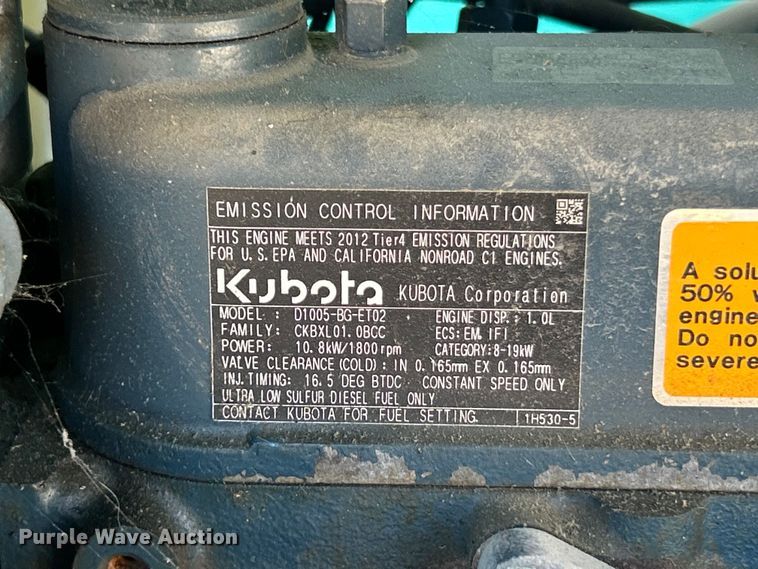 EMISSION CONTROL INFORMATION
THIS ENGINE MEETS 2012 Tier4 EMISSION REGULATIONS
FOR U.S.EPA AND CALIFORNIA NONROAD CI ENGINES.
Kubota KUBOTA Corporation
MODEL : D1005-BG-ET02 ENGINE DISP.: 1.0L
FAMILY: CKBXL01.0BCC ECS:EM,IFI
POWER: 10.8kW/1800rpm CATEGORY:8-19kW
VALVE CLEARANCE(COLD): IN 0.165mm EX 0.165mm
INJ.TIMING: 16.5 DEG BTDC CONSTANT SPEED ONLY
ULTRA LOW SULFUR DIESEL FUEL ONLY
CONTACT KUBOTA FOR FUEL SETTING. 1H530-5
A solu
50% w
engine
Do no
severe
Purple Wave Auction